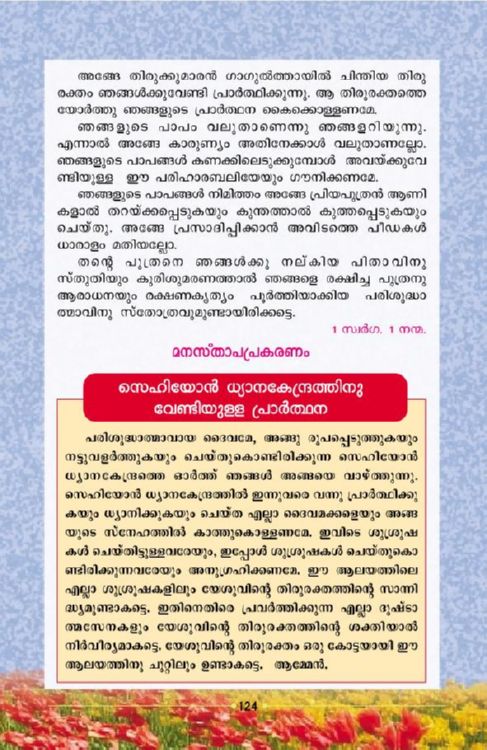 അങ്ങേ തിരുക്കുമാരൻ ഗാഗുൽത്തായിൽ ചിന്തിയ തിരു
രക്തം ഞങ്ങൾക്കുവേണ്ടി പ്രാർത്ഥിക്കുന്നു. ആ തിരുരക്തത്തെ
യോർത്തു ഞങ്ങളുടെ പ്രാർത്ഥന കൈക്കൊള്ളണമേ.
ഞങ്ങളുടെ പാപം വലുതാണെന്നു ഞങ്ങളറിയുന്നു.
എന്നാൽ അങ്ങേ കാരുണ്യം അതിനേക്കാൾ വലുതാണല്ലോ.
ഞങ്ങളുടെ പാപങ്ങൾ കണക്കിലെടുക്കുമ്പോൾ അവയ്ക്കുവേ
ണ്ടിയുള്ള ഈ പരിഹാരബലിയേയും ഗൗനിക്കണമേ.
ഞങ്ങളുടെ പാപങ്ങൾ നിമിത്തം അങ്ങേ പ്രിയപുത്രൻ ആണി
കളാൽ തറയ്ക്കപ്പെടുകയും കുന്തത്താൽ കുത്തപ്പെടുകയും
ചെയ്തു. അങ്ങേ പ്രസാദിപ്പിക്കാൻ അവിടത്തെ പീഡകൾ
ധാരാളം മതിയല്ലോ.
തന്റെ പുത്രനെ ഞങ്ങൾക്കു നല്കിയ പിതാവിനു
സ്തുതിയും കുരിശുമരണത്താൽ ഞങ്ങളെ രക്ഷിച്ച പുത്രനു
ആരാധനയും രക്ഷണകൃത്യം പൂർത്തിയാക്കിയ പരിശുദ്ധാ
ത്മാവിനു സ്തോത്രവുമുണ്ടായിരിക്കട്ടെ.
1 സ്വർഗ. 1 നന്മ.
മനസ്താപപ്രകരണം
സെഹിയോൻ ധ്യാനകേന്ദ്രത്തിനു
വേണ്ടിയുള്ള പ്രാർത്ഥന
പരിശുദ്ധാത്മാവായ ദൈവമേ, അങ്ങു രൂപപ്പെടുത്തുകയും
നട്ടുവളർത്തുകയും ചെയ്തുകൊണ്ടിരിക്കുന്ന സെഹിയോൻ
ധ്യാനകേന്ദ്രത്തെ ഓർത്ത് ഞങ്ങൾ അങ്ങയെ വാഴ്ത്തുന്നു.
സെഹിയോൻ ധ്യാനകേന്ദ്രത്തിൽ ഇന്നുവരെ വന്നു പ്രാർത്ഥിക്കു
കയും ധ്യാനിക്കുകയും ചെയ്ത എല്ലാ ദൈവമക്കളെയും അങ്ങ
യുടെ സ്നേഹത്തിൽ കാത്തുകൊള്ളണമേ. ഇവിടെ ശുശ്രൂഷ
കൾ ചെയ്തിട്ടുള്ളവരേയും, ഇപ്പോൾ ശുശ്രൂഷകൾ ചെയ്തുകൊ
ണ്ടിരിക്കുന്നവരേയും അനുഗ്രഹിക്കണമേ. ഈ ആലയത്തിലെ
എല്ലാ ശുശ്രൂഷകളിലും യേശുവിന്റെ തിരുരക്തത്തിന്റെ സാന്നി
ദ്ധ്യമുണ്ടാകട്ടെ. ഇതിനെതിരെ പ്രവർത്തിക്കുന്ന എല്ലാ ദുഷ്ടാ
ത്മസേനകളും യേശുവിന്റെ തിരുരക്തത്തിന്റെ ശക്തിയാൽ
നിർവീര്യമാകട്ടെ. യേശുവിന്റെ തിരുരക്തം ഒരു കോട്ടയായി ഈ
ആലയത്തിനു ചുറ്റിലും ഉണ്ടാകട്ടെ. ആമ്മേൻ.
124